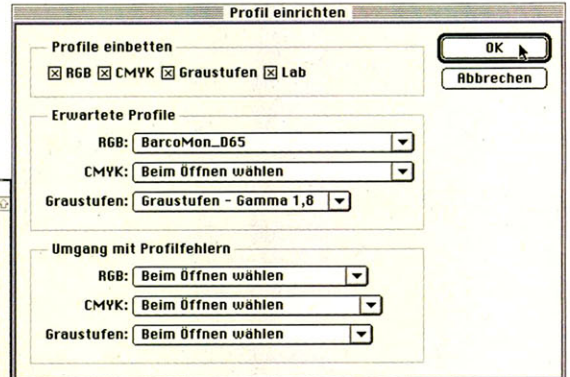 Profil einrichten
Profile einbetten
RGB CMYK Graustufen Lab
OK
Abbrechen
Erwartete Profile
RGB: BarcoMon_D65
CMYK: Beim Öffnen wählen
Graustufen: Graustufen - Gamma 1,8
Umgang mit Profilfehlern
RGB: Beim Öffnen wählen
CMYK: Beim Öffnen wählen
Graustufen: Beim Öffnen wählen